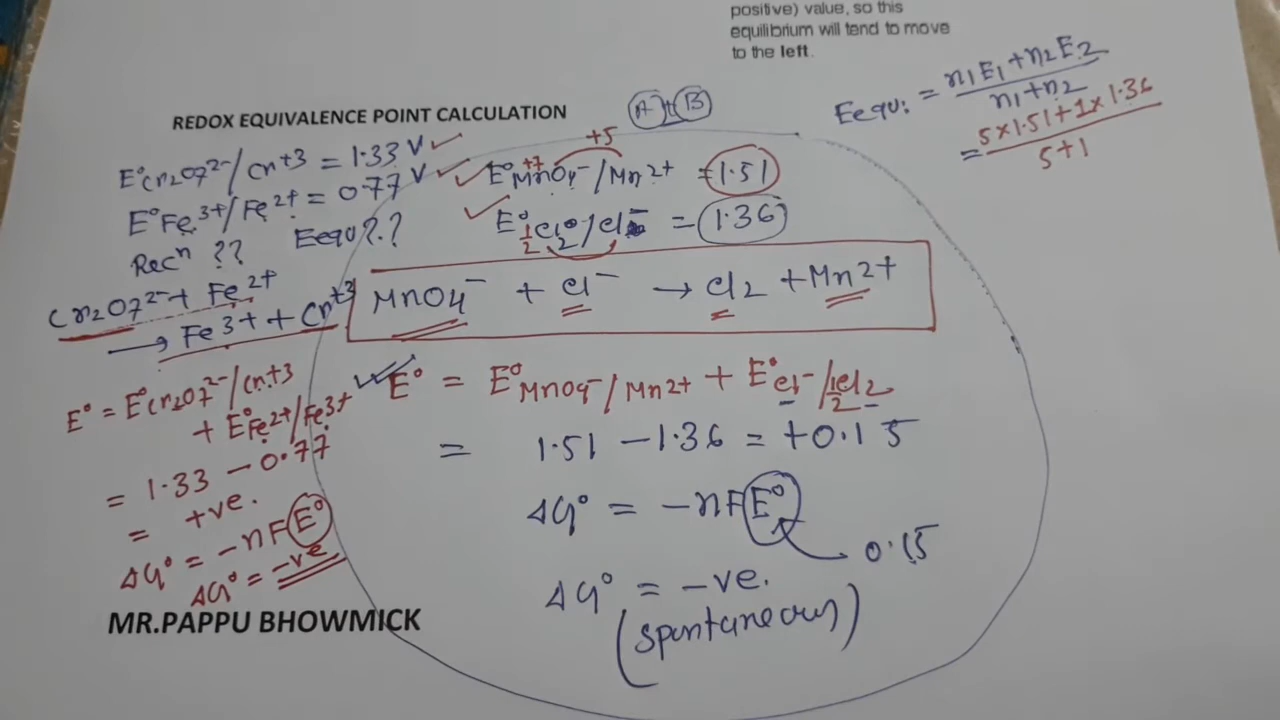 positive) value, so this
equilibrium will tend to move
to the left.
REDOX EQUIVALENCE POINT CALCULATION
A + B
E°Cr2O7²⁻/Cr⁺³ = 1.33 V
E°Fe³⁺/Fe²⁺ = 0.77 V
Recⁿ ?? Eequ??
Cr2O7²⁻ + Fe²⁺
→ Fe³⁺ + Cr⁺³
E° = E°Cr2O7²⁻/Cr⁺³
+ E°Fe²⁺/Fe³⁺
= 1.33 – 0.77
= +ve.
ΔG° = –nFE°
ΔG° = –ve
+5
+7
E°MnO4⁻/Mn²⁺ = 1.51
E°½Cl2°/Cl⁻ = 1.36
MnO4⁻ + Cl⁻ → Cl2 + Mn²⁺
E° = E°MnO4⁻/Mn²⁺ + E°Cl⁻/½Cl2
= 1.51 – 1.36 = +0.15
ΔG° = –nFE°
0.15
ΔG° = –ve.
(spontaneous)
Eequ: = n1E1+n2E2/n1+n2
= 5×1.51+1×1.36/5+1
MR.PAPPU BHOWMICK